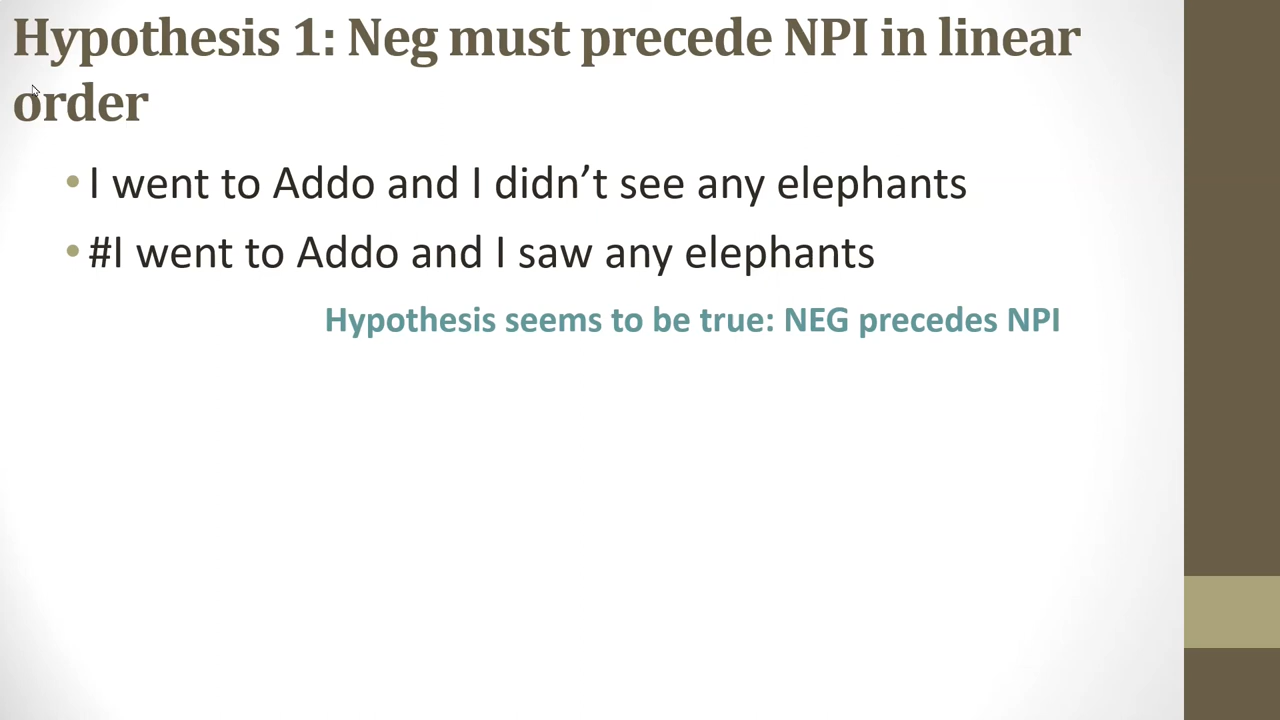 Hypothesis 1: Neg must precede NPI in linear
order
• I went to Addo and I didn’t see any elephants
• #I went to Addo and I saw any elephants
Hypothesis seems to be true: NEG precedes NPI